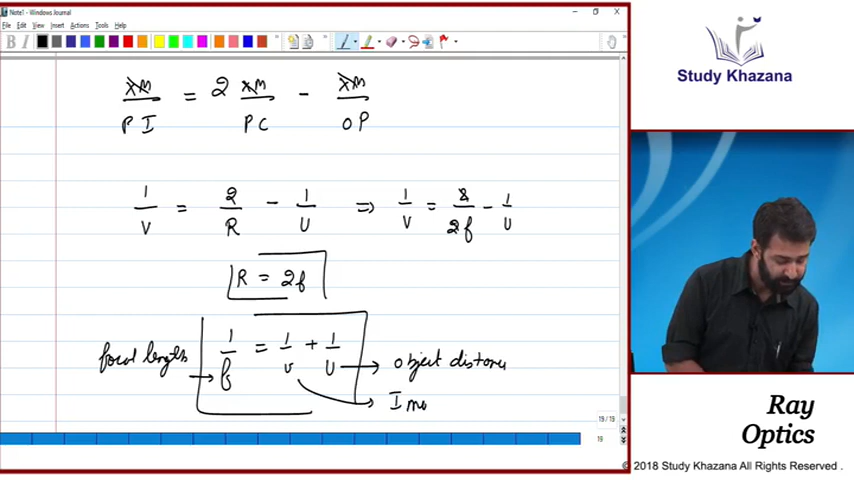 Note1 - Windows Journal
File Edit View Insert Actions Tools Help
B I
Study Khazana
XM/PI = 2 XM/PC - XM/OP
1/V = 2/R - 1/U ⇒ 1/V = 2/2f - 1/U
R = 2f
focal length → 1/f = 1/v + 1/U → object distance
→ Ima
19 / 19
19
Ray
Optics
© 2018 Study Khazana All Rights Reserved .